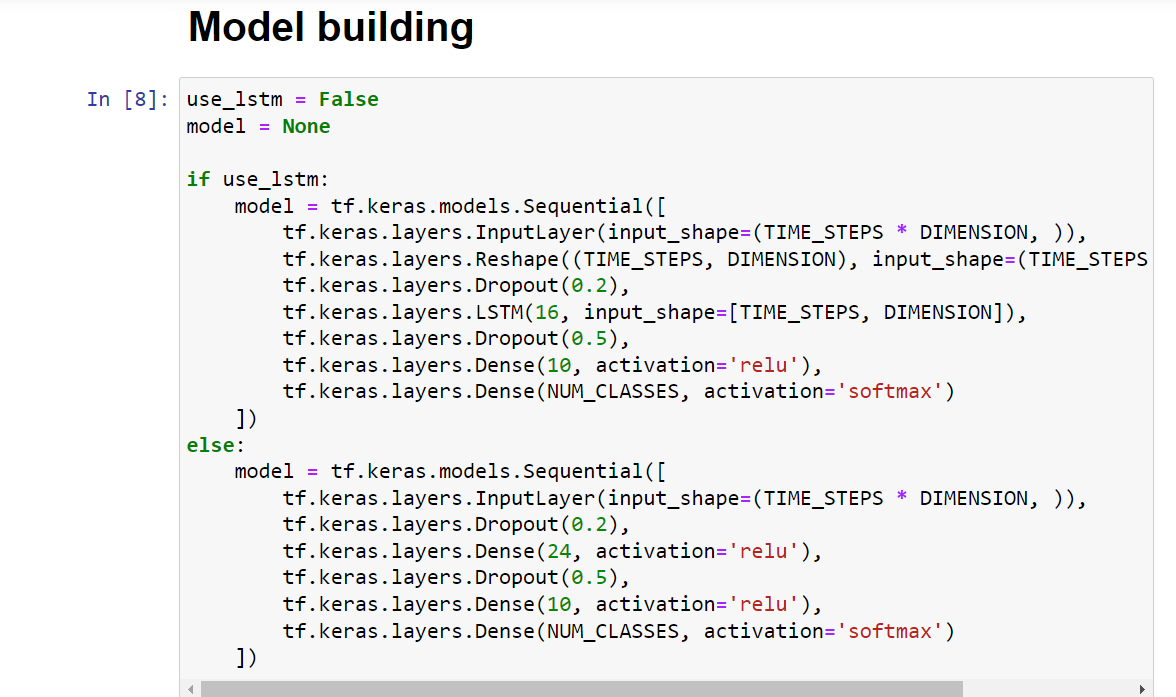 Model building
In [8]:
use_lstm = False
model = None
if use_lstm:
    model = tf.keras.models.Sequential([
        tf.keras.layers.InputLayer(input_shape=(TIME_STEPS * DIMENSION, )),
        tf.keras.layers.Reshape((TIME_STEPS, DIMENSION), input_shape=(TIME_STEPS
        tf.keras.layers.Dropout(0.2),
        tf.keras.layers.LSTM(16, input_shape=[TIME_STEPS, DIMENSION]),
        tf.keras.layers.Dropout(0.5),
        tf.keras.layers.Dense(10, activation='relu'),
        tf.keras.layers.Dense(NUM_CLASSES, activation='softmax')
    ])
else:
    model = tf.keras.models.Sequential([
        tf.keras.layers.InputLayer(input_shape=(TIME_STEPS * DIMENSION, )),
        tf.keras.layers.Dropout(0.2),
        tf.keras.layers.Dense(24, activation='relu'),
        tf.keras.layers.Dropout(0.5),
        tf.keras.layers.Dense(10, activation='relu'),
        tf.keras.layers.Dense(NUM_CLASSES, activation='softmax')
    ])